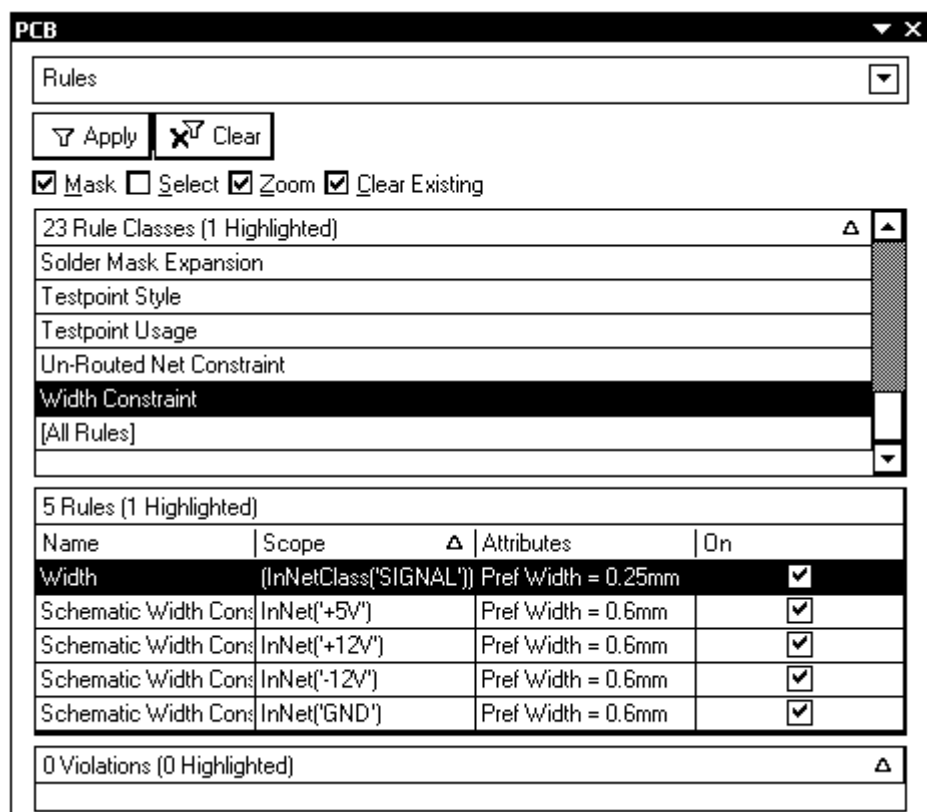 PCB
Rules
Apply Clear
Mask Select Zoom Clear Existing
23 Rule Classes (1 Highlighted)
Solder Mask Expansion
Testpoint Style
Testpoint Usage
Un-Routed Net Constraint
Width Constraint
[All Rules]
5 Rules (1 Highlighted)
Name Scope Attributes On
Width (InNetClass('SIGNAL')) Pref Width = 0.25mm
Schematic Width Cons InNet('+5V') Pref Width = 0.6mm
Schematic Width Cons InNet('+12V') Pref Width = 0.6mm
Schematic Width Cons InNet('-12V') Pref Width = 0.6mm
Schematic Width Cons InNet('GND') Pref Width = 0.6mm
0 Violations (0 Highlighted)